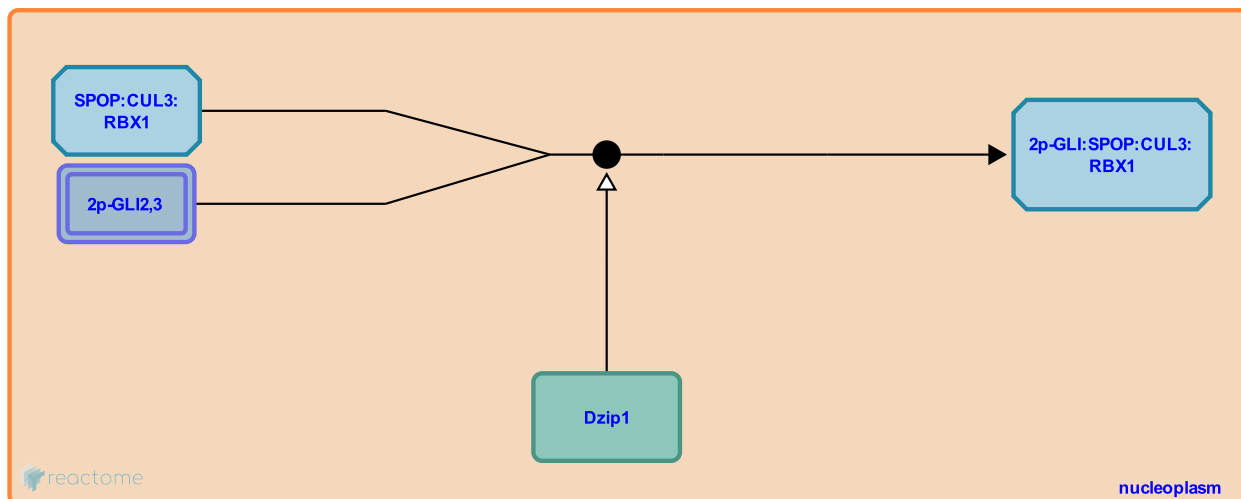 SPOP:CUL3:
RBX1
2p-GLI2,3
2p-GLI:SPOP:CUL3:
RBX1
Dzip1
reactome
nucleoplasm